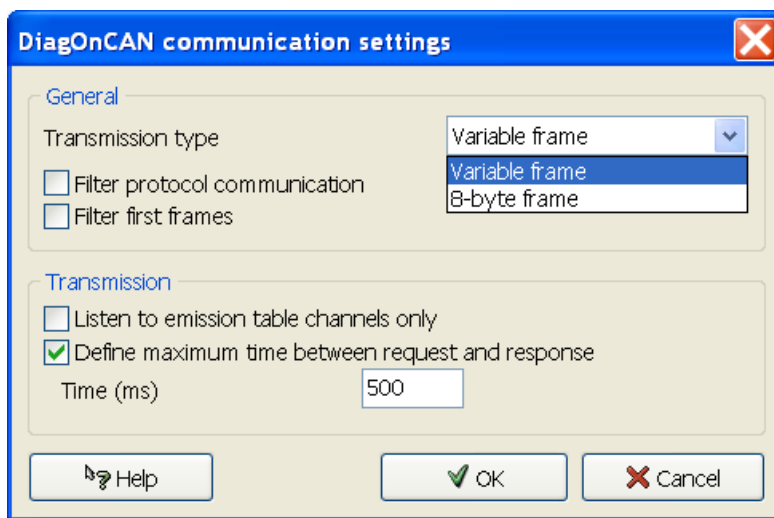 DiagOnCAN communication settings
General
Transmission type
Variable frame
Variable frame
8-byte frame
Filter protocol communication
Filter first frames
Transmission
Listen to emission table channels only
Define maximum time between request and response
Time (ms)
500
Help
OK
Cancel